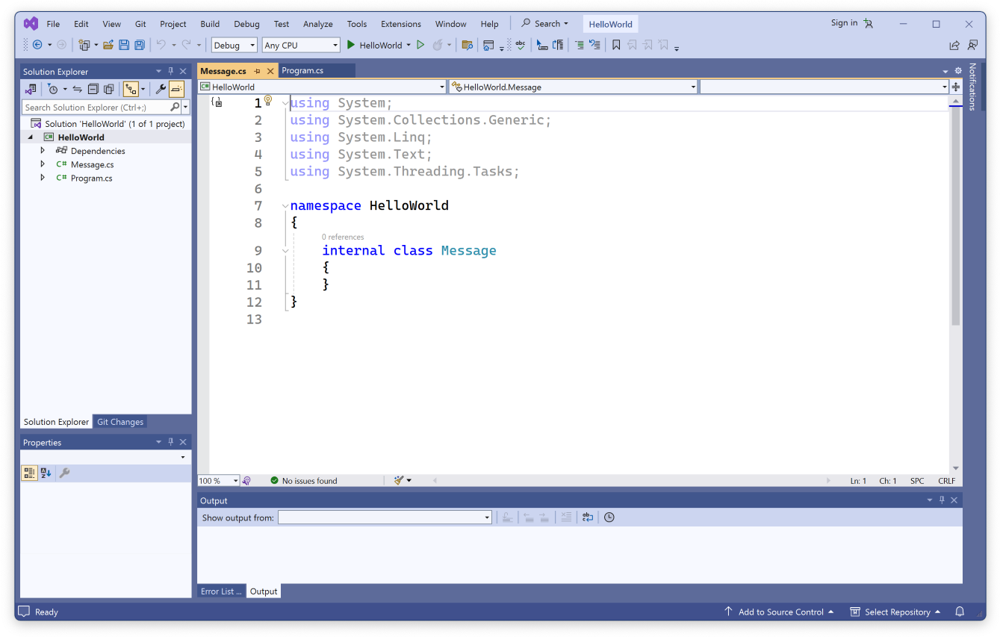 File Edit View Git Project Build Debug Test Analyze Tools Extensions Window Help Search HelloWorld Sign in
Debug Any CPU HelloWorld
Solution Explorer
Search Solution Explorer (Ctrl+;)
Solution 'HelloWorld' (1 of 1 project)
C# HelloWorld
Dependencies
C# Message.cs
C# Program.cs
Solution Explorer Git Changes
Properties
Message.cs Program.cs
C# HelloWorld HelloWorld.Message
1 using System;
2 using System.Collections.Generic;
3 using System.Linq;
4 using System.Text;
5 using System.Threading.Tasks;
6
7 namespace HelloWorld
8 {
0 references
9 internal class Message
10 {
11 }
12 }
13
100 % No issues found Ln: 1 Ch: 1 SPC CRLF
Output
Show output from:
Error List ... Output
Notifications
Ready Add to Source Control Select Repository